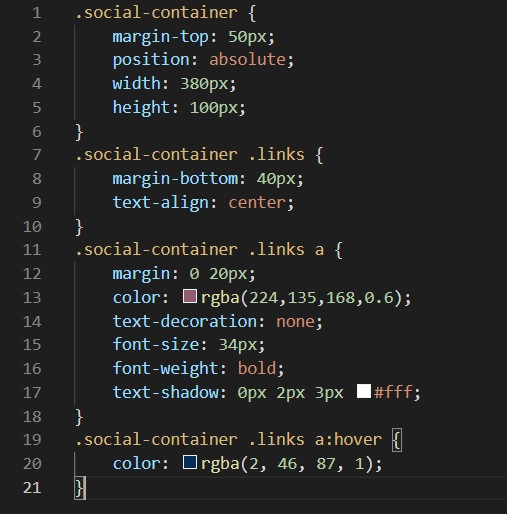 1 .social-container {
2 margin-top: 50px;
3 position: absolute;
4 width: 380px;
5 height: 100px;
6 }
7 .social-container .links {
8 margin-bottom: 40px;
9 text-align: center;
10 }
11 .social-container .links a {
12 margin: 0 20px;
13 color: rgba(224,135,168,0.6);
14 text-decoration: none;
15 font-size: 34px;
16 font-weight: bold;
17 text-shadow: 0px 2px 3px #fff;
18 }
19 .social-container .links a:hover {
20 color: rgba(2, 46, 87, 1);
21 }